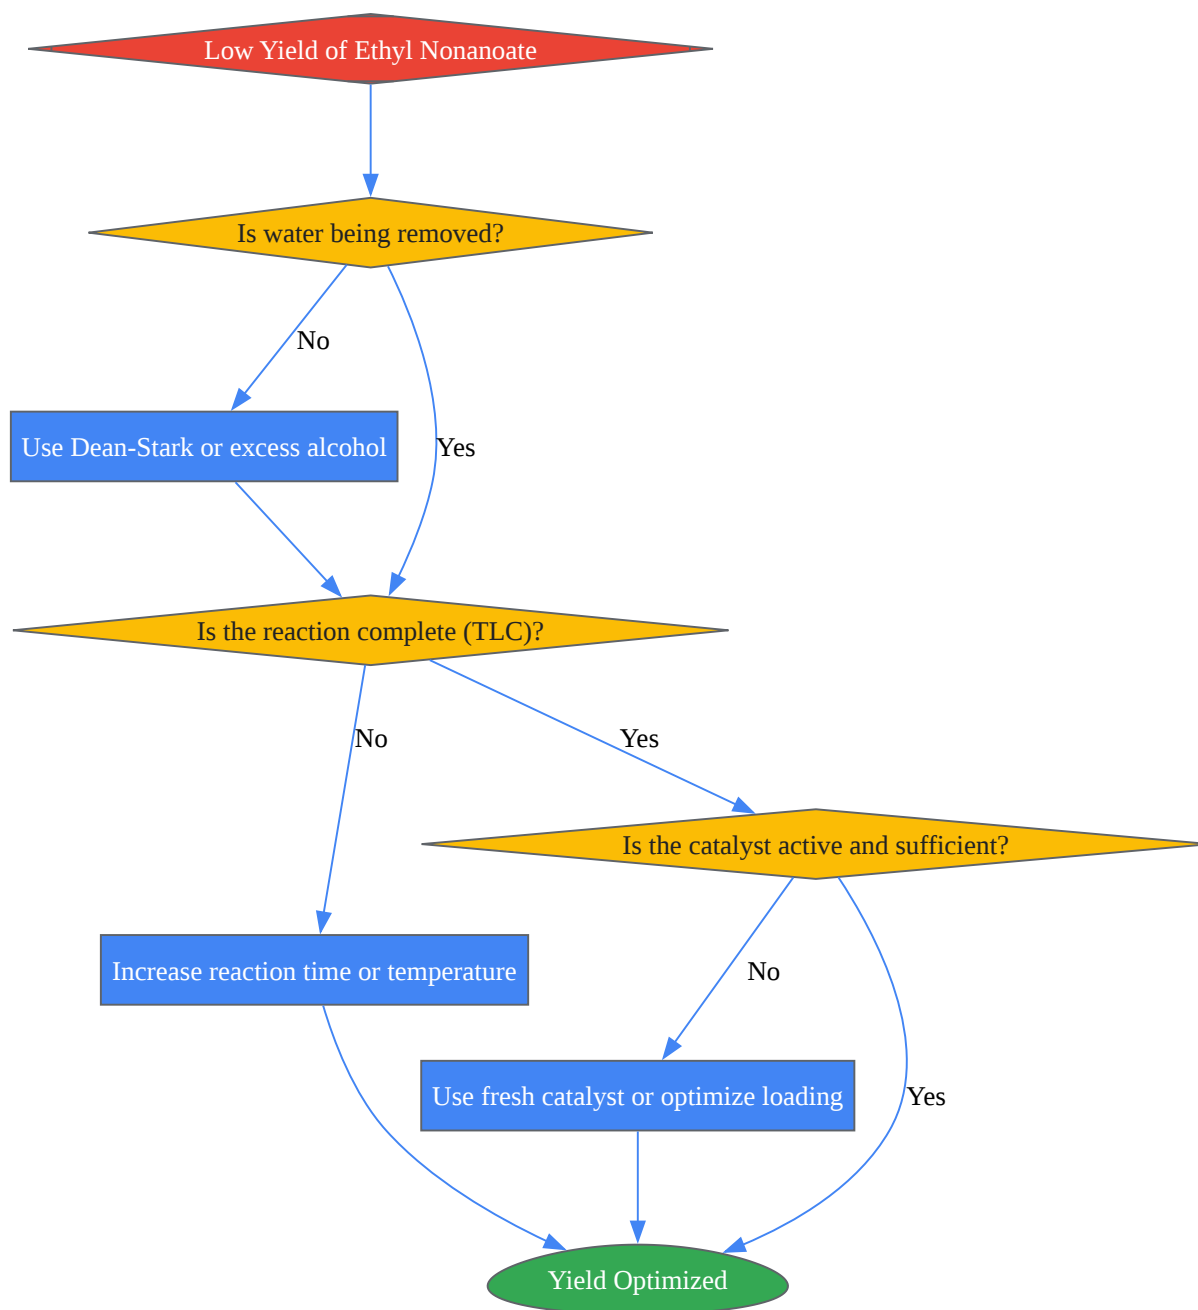 Low Yield of Ethyl Nonanoate
Is water being removed?
No
Use Dean-Stark or excess alcohol
Yes
Is the reaction complete (TLC)?
No
Yes
Is the catalyst active and sufficient?
Increase reaction time or temperature
No
Use fresh catalyst or optimize loading
Yes
Yield Optimized